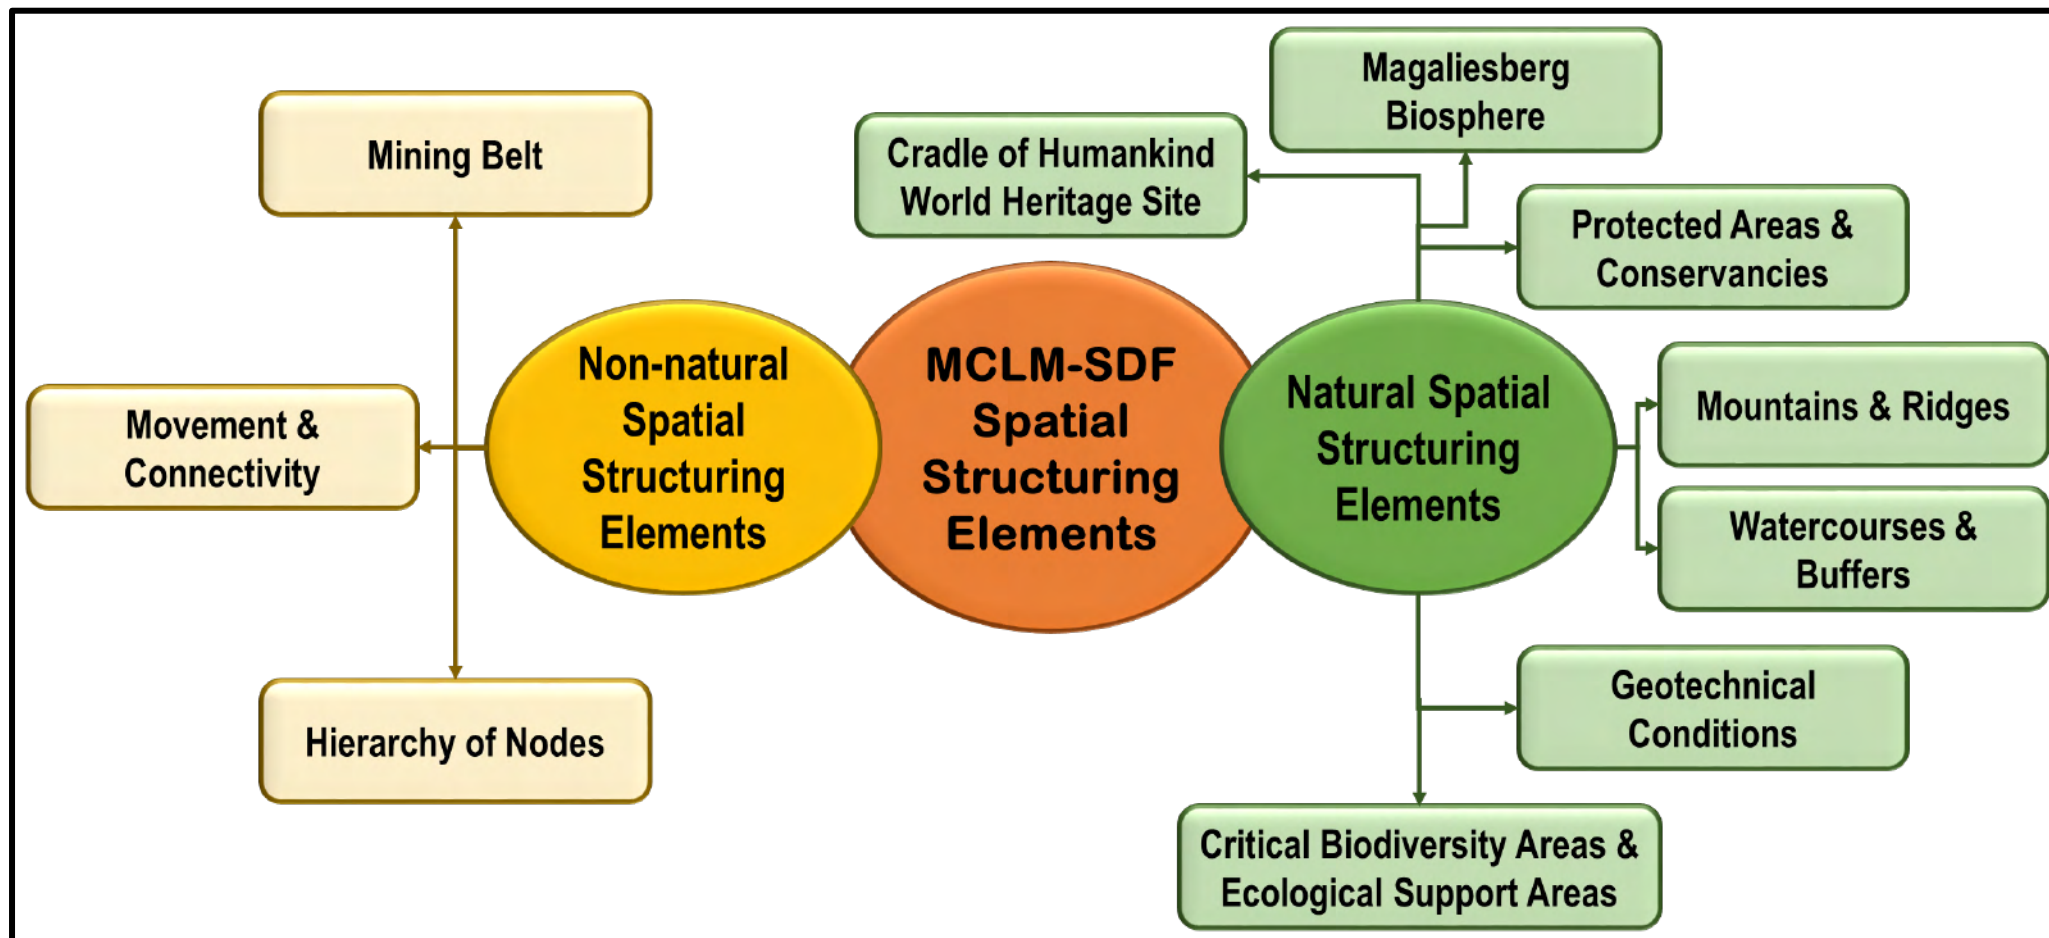 Magaliesberg
Biosphere
Mining Belt
Cradle of Humankind
World Heritage Site
Protected Areas &
Conservancies
Non-natural
Spatial
Structuring
Elements
MCLM-SDF
Spatial
Structuring
Elements
Natural Spatial
Structuring
Elements
Mountains & Ridges
Movement &
Connectivity
Watercourses &
Buffers
Geotechnical
Conditions
Hierarchy of Nodes
Critical Biodiversity Areas &
Ecological Support Areas